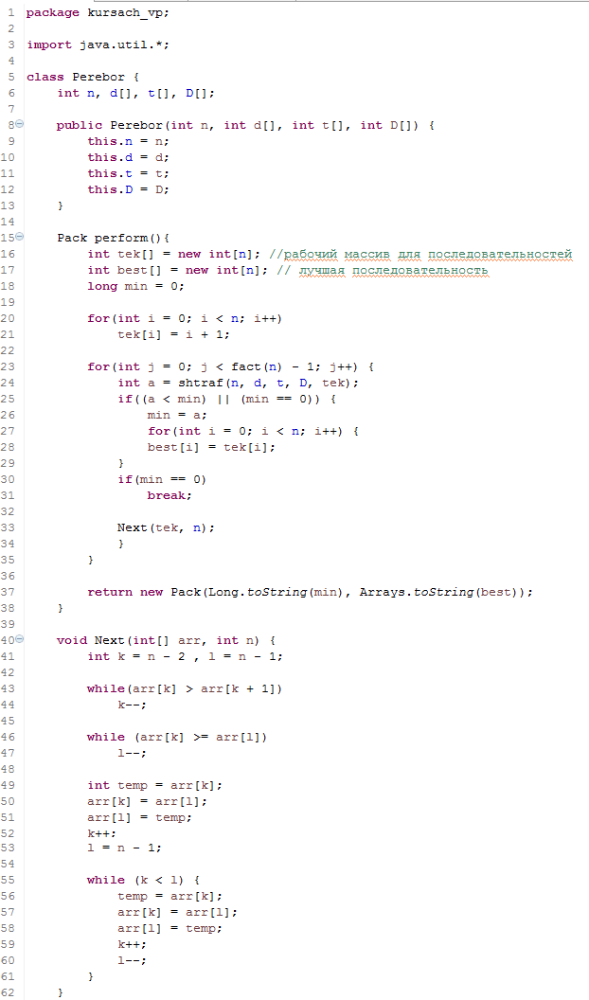 1 package kursach_vp;
2
3 import java.util.*;
4
5 class Perebor {
6     int n, d[], t[], D[];
7
8     public Perebor(int n, int d[], int t[], int D[]) {
9         this.n = n;
10         this.d = d;
11         this.t = t;
12         this.D = D;
13     }
14
15     Pack perform(){
16         int tek[] = new int[n]; //рабочий массив для последовательностей
17         int best[] = new int[n]; // лучшая последовательность
18         long min = 0;
19
20         for(int i = 0; i < n; i++)
21             tek[i] = i + 1;
22
23         for(int j = 0; j < fact(n) - 1; j++) {
24             int a = shtraf(n, d, t, D, tek);
25             if((a < min) || (min == 0)) {
26                 min = a;
27                 for(int i = 0; i < n; i++) {
28                 best[i] = tek[i];
29             }
30             if(min == 0)
31                 break;
32
33             Next(tek, n);
34             }
35         }
36
37         return new Pack(Long.toString(min), Arrays.toString(best));
38     }
39
40     void Next(int[] arr, int n) {
41         int k = n - 2 , l = n - 1;
42
43         while(arr[k] > arr[k + 1])
44             k--;
45
46         while (arr[k] >= arr[l])
47             l--;
48
49         int temp = arr[k];
50         arr[k] = arr[l];
51         arr[l] = temp;
52         k++;
53         l = n - 1;
54
55         while (k < l) {
56             temp = arr[k];
57             arr[k] = arr[l];
58             arr[l] = temp;
59             k++;
60             l--;
61         }
62     }